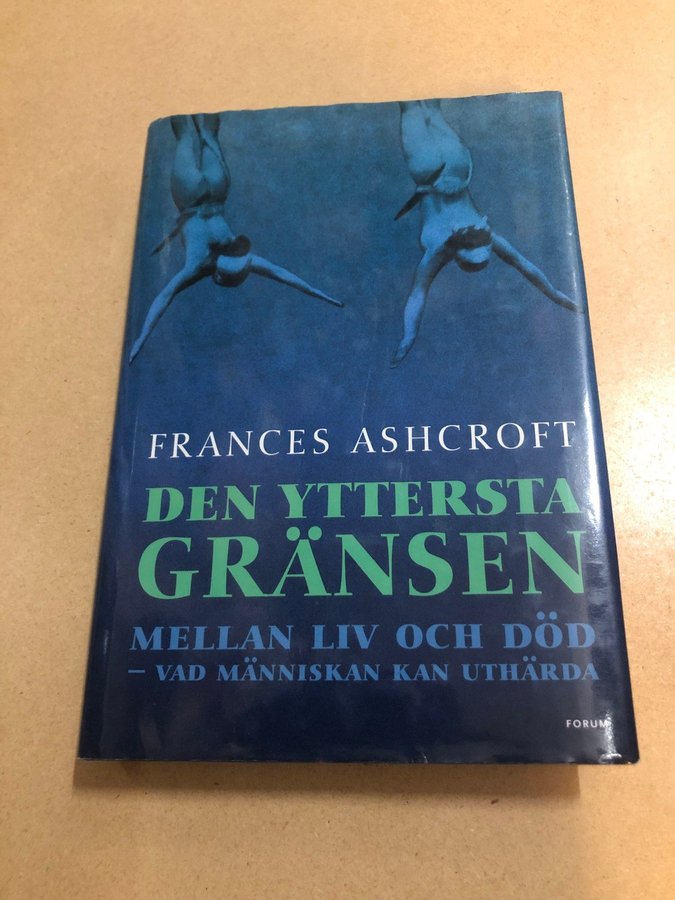 FRANCES ASHCROFT
DEN YTTERSTA
GRÄNSEN
MELLAN LIV OCH DÖD
– VAD MÄNNISKAN KAN UTHÄRDA
FORUM